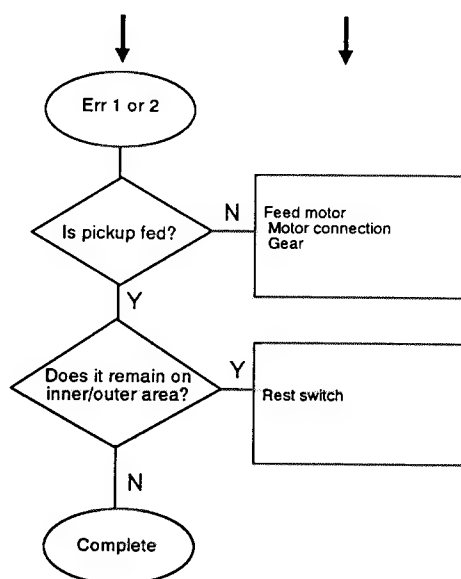 Err 1 or 2
Is pickup fed?
N
Feed motor
Motor connection
Gear
Y
Does it remain on
inner/outer area?
Y
Rest switch
N
Complete